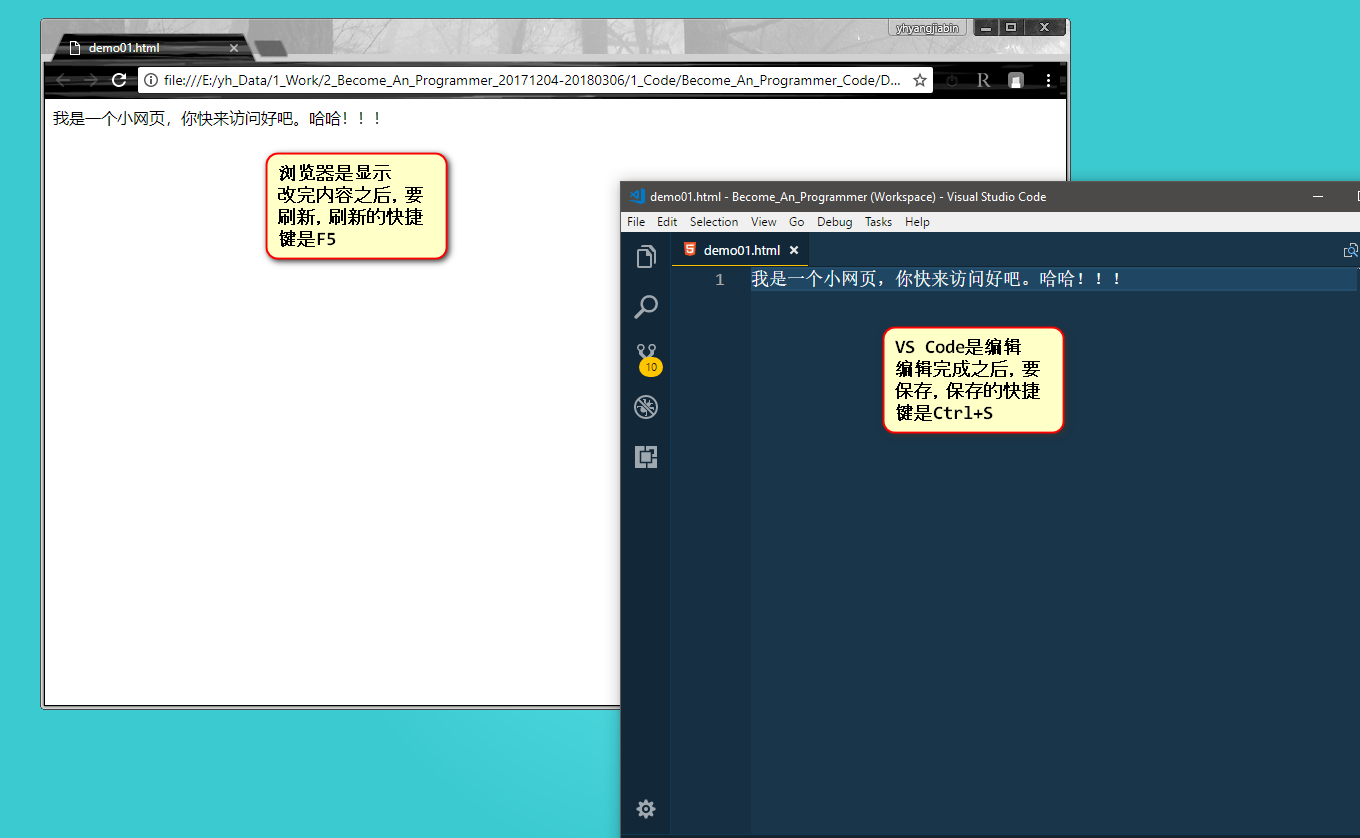 yhyangjiabin
demo01.html
file:///E:/yh_Data/1_Work/2_Become_An_Programmer_20171204-20180306/1_Code/Become_An_Programmer_Code/D...
R
我是一个小网页，你快来访问好吧。哈哈！！！
浏览器是显示
改完内容之后，要
刷新，刷新的快捷
键是F5
demo01.html - Become_An_Programmer (Workspace) - Visual Studio Code
File Edit Selection View Go Debug Tasks Help
demo01.html
1 我是一个小网页，你快来访问好吧。哈哈！！！
10
VS Code是编辑
编辑完成之后，要
保存，保存的快捷
键是Ctrl+S